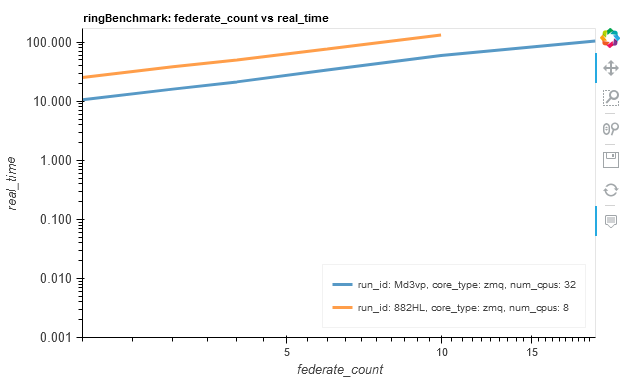 ringBenchmark: federate_count vs real_time
100.000
10.000
1.000
0.100
0.010
0.001
real_time
run_id: Md3vp, core_type: zmq, num_cpus: 32
run_id: 882HL, core_type: zmq, num_cpus: 8
5
10
15
federate_count